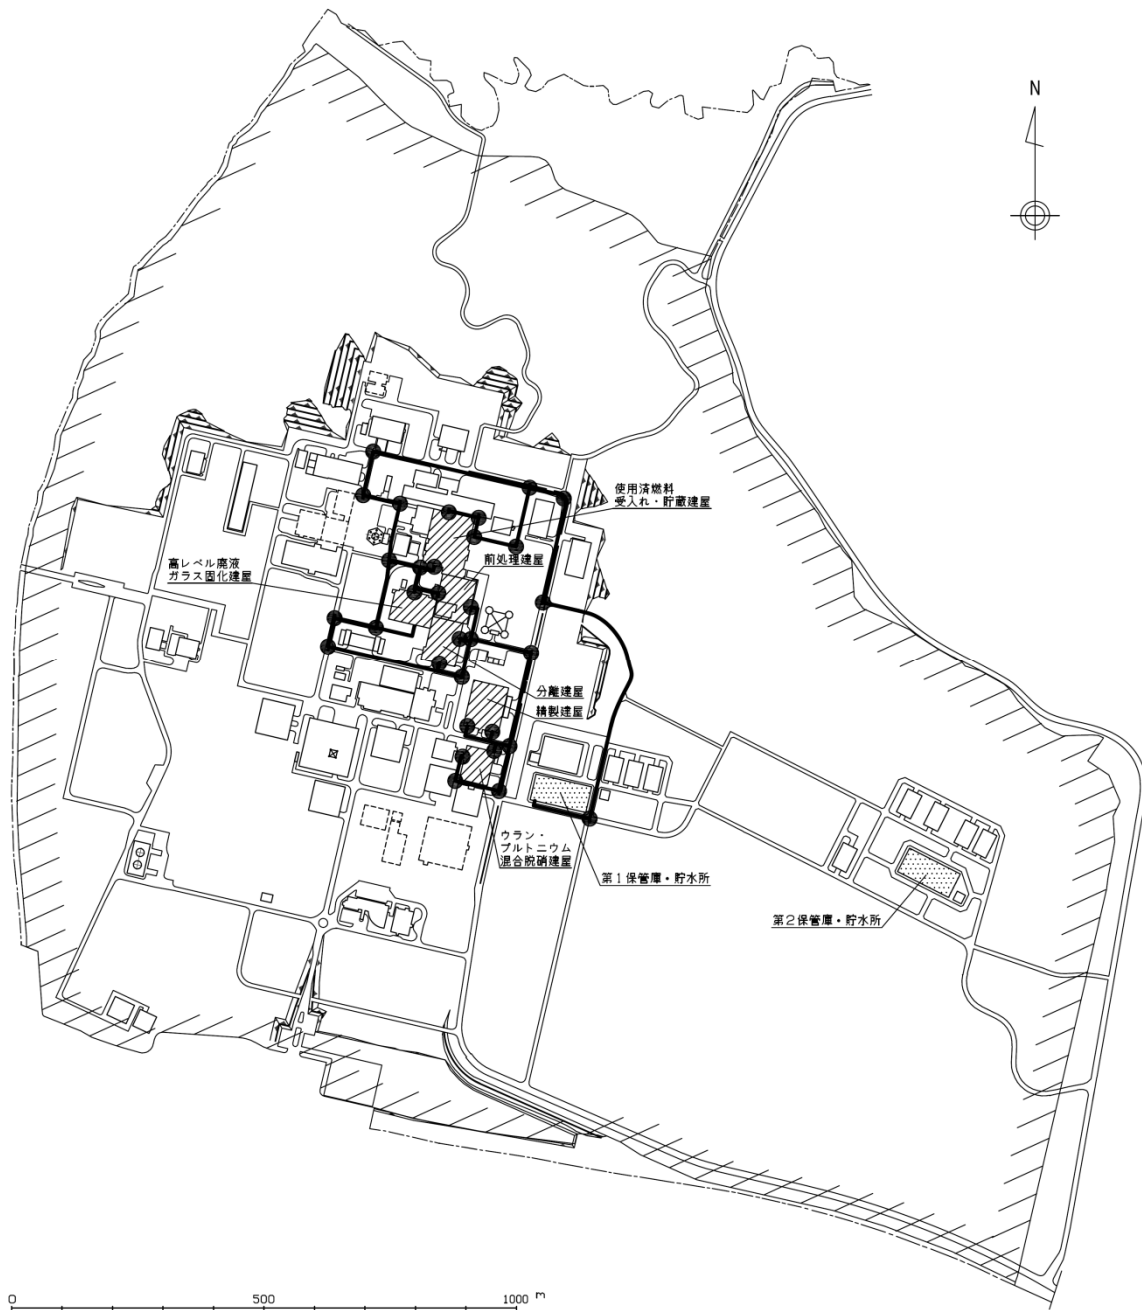 N
使用済燃料
受入れ・貯蔵建屋
前処理建屋
高レベル廃液
ガラス固化建屋
分離建屋
精製建屋
ウラン・
プルトニウム
混合脱硝建屋
第1保管庫・貯水所
第2保管庫・貯水所
0
500
1000 m